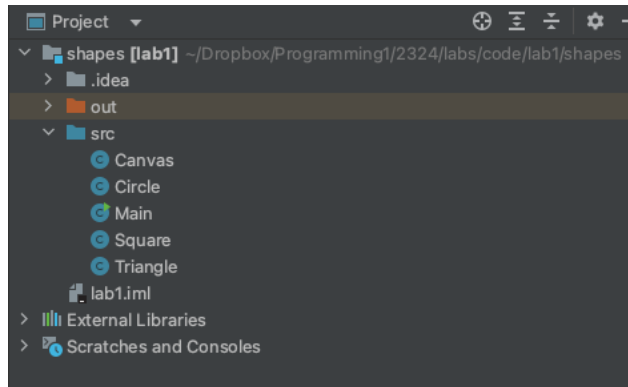 Project
shapes [lab1] ~/Dropbox/Programming1/2324/labs/code/lab1/shapes
.idea
out
src
Canvas
Circle
Main
Square
Triangle
lab1.iml
External Libraries
Scratches and Consoles